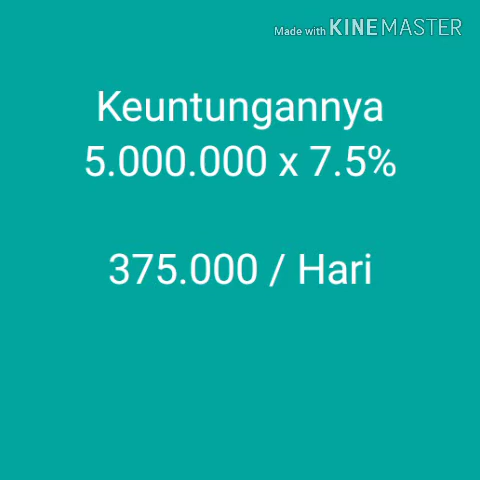 Made with KINEMASTER
Keuntungannya
5.000.000 x 7.5%
375.000 / Hari